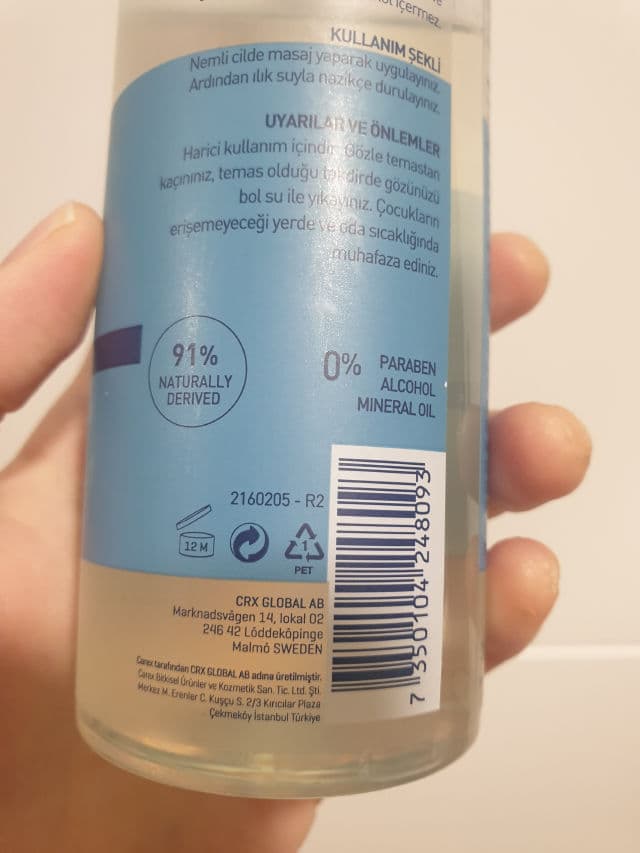 içermez.
KULLANIM ŞEKLİ
Nemli cilde masaj yaparak uygulayınız.
Ardından ılık suyla nazikçe durulayınız.
UYARILAR VE ÖNLEMLER
Harici kullanım içindir. Gözle temastan
kaçınınız, temas olduğu takdirde gözünüzü
bol su ile yıkayınız. Çocukların
erişemeyeceği yerde ve oda sıcaklığında
muhafaza ediniz.
91%
NATURALLY
DERIVED
0% PARABEN
ALCOHOL
MINERAL OIL
2160205 - R2
12 M
1
PET
7 350104 248093
CRX GLOBAL AB
Marknadsvägen 14, lokal 02
246 42 Löddeköpinge
Malmö SWEDEN
Carex tarafından CRX GLOBAL AB adına üretilmiştir.
Carex Bitkisel Ürünler ve Kozmetik San. Tic. Ltd. Şti.
Merkez M. Erenler C. Kuşçu S. 2/3 Kırıcılar Plaza
Çekmeköy İstanbul Türkiye